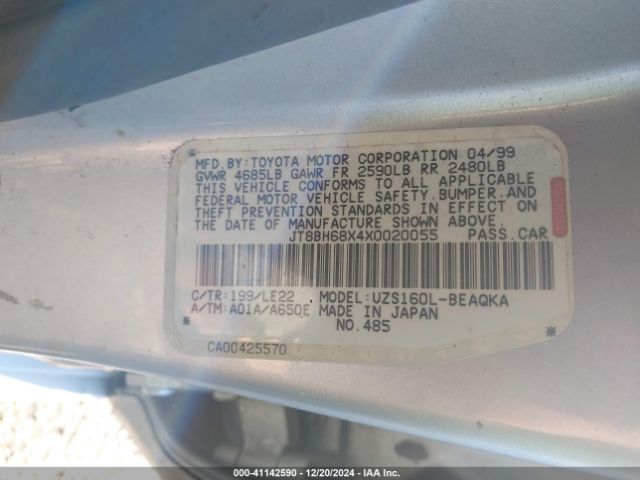 MFD. BY: TOYOTA MOTOR CORPORATION 04/99
GVWR 4685LB GAWR FR 2590LB RR 2480LB
THIS VEHICLE CONFORMS TO ALL APPLICABLE
FEDERAL MOTOR VEHICLE SAFETY, BUMPER, AND
THEFT PREVENTION STANDARDS IN EFFECT ON
THE DATE OF MANUFACTURE SHOWN ABOVE.
JT8BH68X4X0020055 PASS. CAR
C/TR: 199/LE22 MODEL: UZS160L-BEAQKA
A/TM: A01A/A650E MADE IN JAPAN
NO. 485
CA00425570
000-41142590 - 12/20/2024 - IAA Inc.